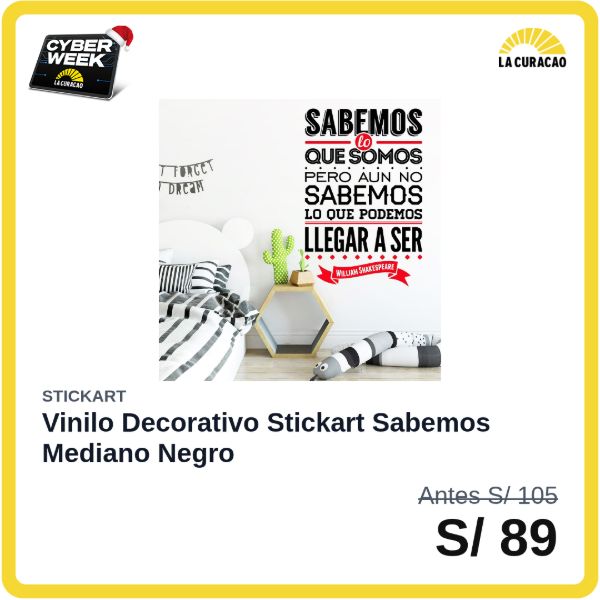 CYBER
WEEK
LA CURACAO
LA CURACAO
SABEMOS
lo
QUE SOMOS
PERO AUN NO
SABEMOS
LO QUE PODEMOS
LLEGAR A SER
WILLIAM SHAKESPEARE
FORGET
DREAM
STICKART
Vinilo Decorativo Stickart Sabemos
Mediano Negro
Antes S/ 105
S/ 89